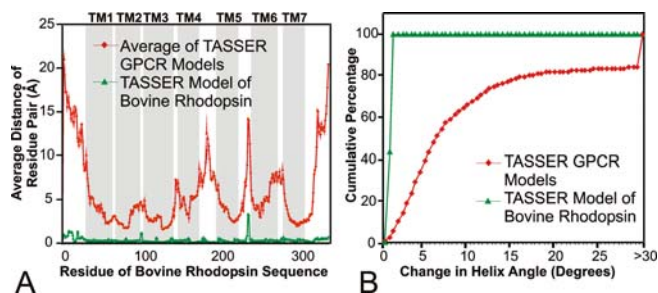 TM1 TM2 TM3 TM4 TM5 TM6 TM7
25
20
15
10
5
0
Average Distance of
Residue Pair (Å)
Average of TASSER
GPCR Models
TASSER Model of
Bovine Rhodopsin
0 100 200 300
Residue of Bovine Rhodopsin Sequence
A
100
80
60
40
20
0
Cumulative Percentage
TASSER GPCR
Models
TASSER Model of
Bovine Rhodopsin
0 5 10 15 20 25 >30
Change in Helix Angle (Degrees)
B